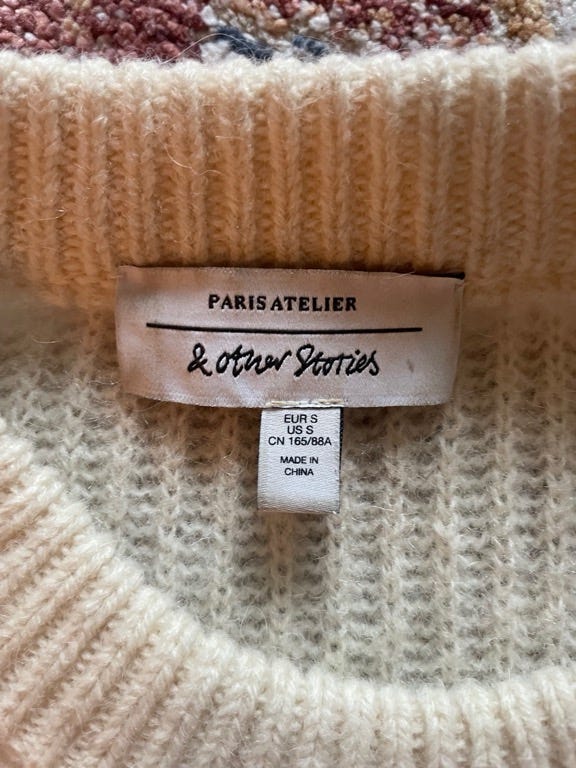 PARIS ATELIER
& other Stories
EUR S
US S
CN 165/88A
MADE IN
CHINA